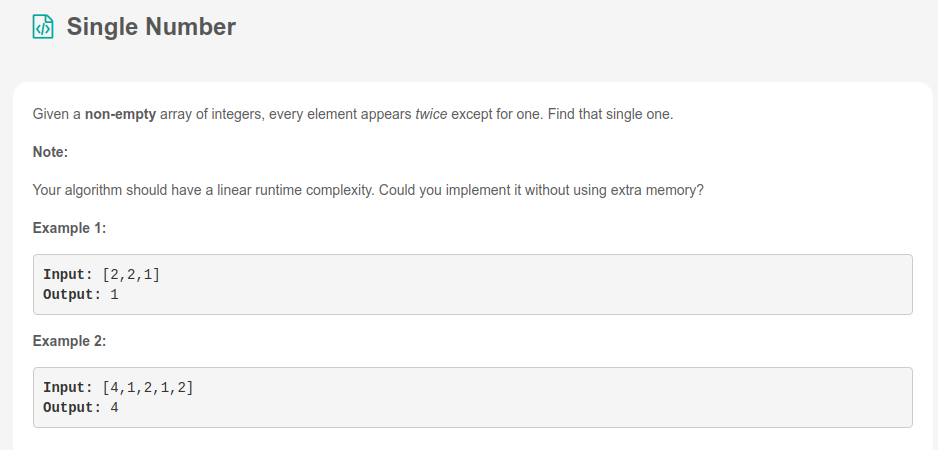 Single Number
Given a non-empty array of integers, every element appears twice except for one. Find that single one.
Note:
Your algorithm should have a linear runtime complexity. Could you implement it without using extra memory?
Example 1:
Input: [2,2,1]
Output: 1
Example 2:
Input: [4,1,2,1,2]
Output: 4